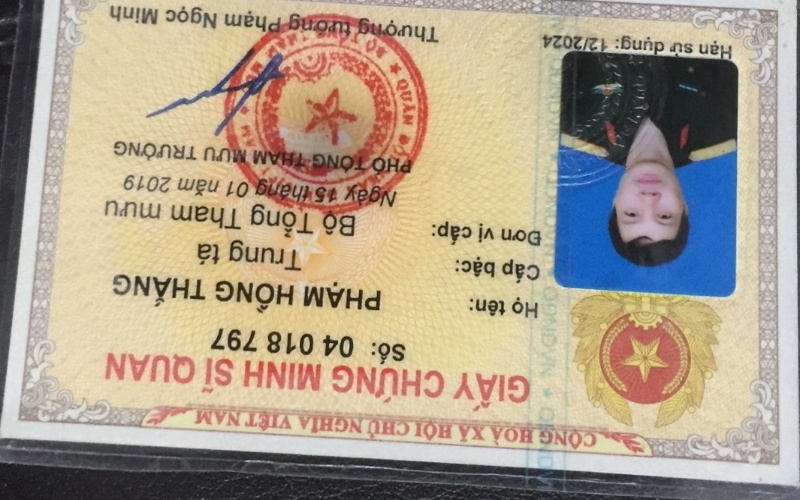 CỘNG HOÀ XÃ HỘI CHỦ NGHĨA VIỆT NAM
GIẤY CHỨNG MINH SĨ QUAN
Số: 04 018 797
Họ tên: PHẠM HỒNG THẮNG
Cấp bậc: Trung tá
Đơn vị cấp: Bộ Tổng Tham mưu
Ngày 15 tháng 01 năm 2019
PHÓ TỔNG THAM MƯU TRƯỞNG
Hạn sử dụng: 12/2024
Thượng tướng Phạm Ngọc Minh